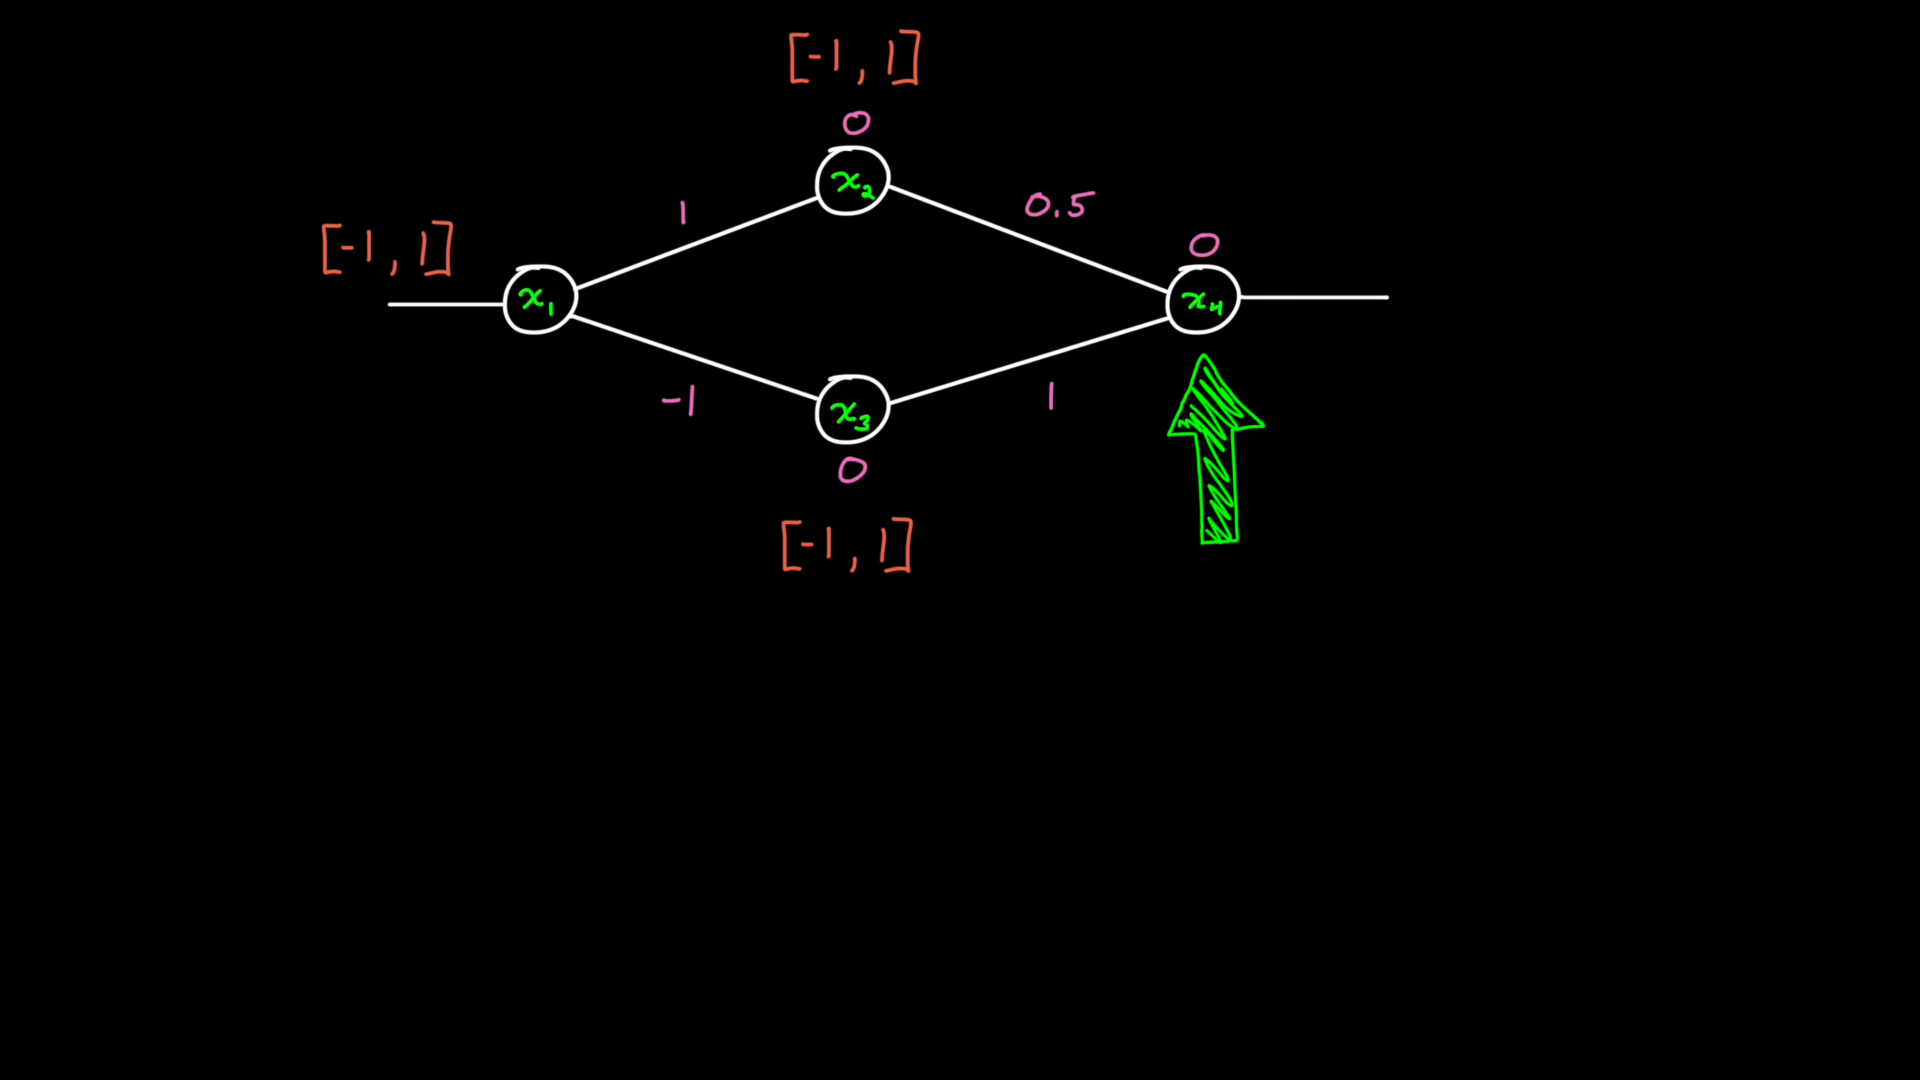 [-1, 1]
0
x₂
1
0.5
[-1, 1]
0
x₁
x₄
-1
1
x₃
0
[-1, 1]